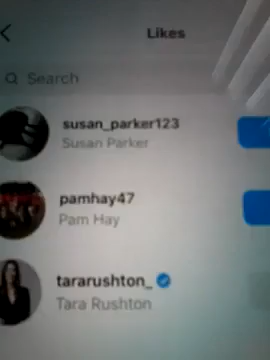 Likes
Search
susan_parker123
Susan Parker
pamhay47
Pam Hay
tararushton_
Tara Rushton